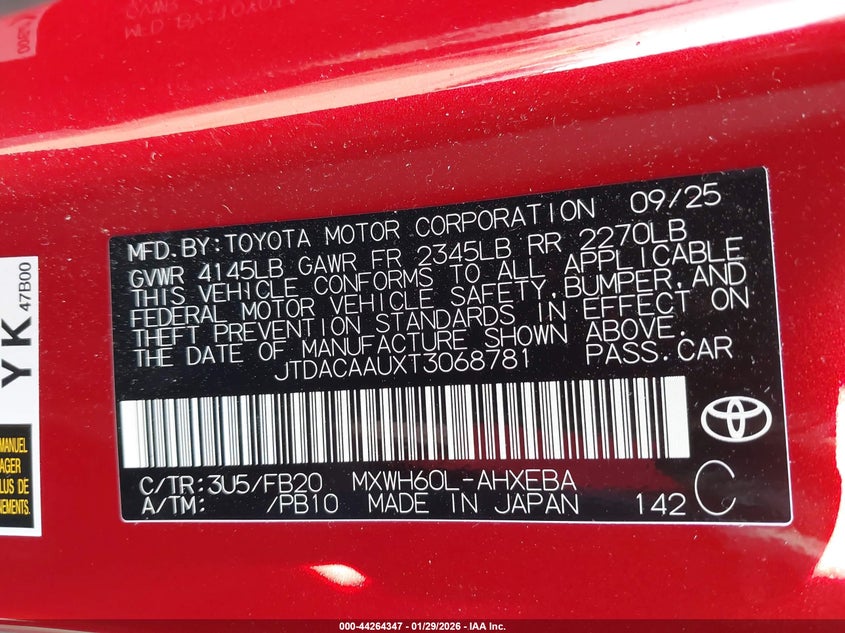 MFD.BY:TOYOTA MOTOR CORPORATION 09/25
GVWR 4145LB GAWR FR 2345LB RR 2270LB
THIS VEHICLE CONFORMS TO ALL APPLICABLE
FEDERAL MOTOR VEHICLE SAFETY,BUMPER,AND
THEFT PREVENTION STANDARDS IN EFFECT ON
THE DATE OF MANUFACTURE SHOWN ABOVE.
JTDACAAUXT3068781 PASS.CAR
C/TR:3U5/FB20 MXWH60L-AHXEBA
A/TM: /PB10 MADE IN JAPAN 142 C
YK
47B00
MANUEL
000-44264347 | 01/29/2026 - IAA Inc.